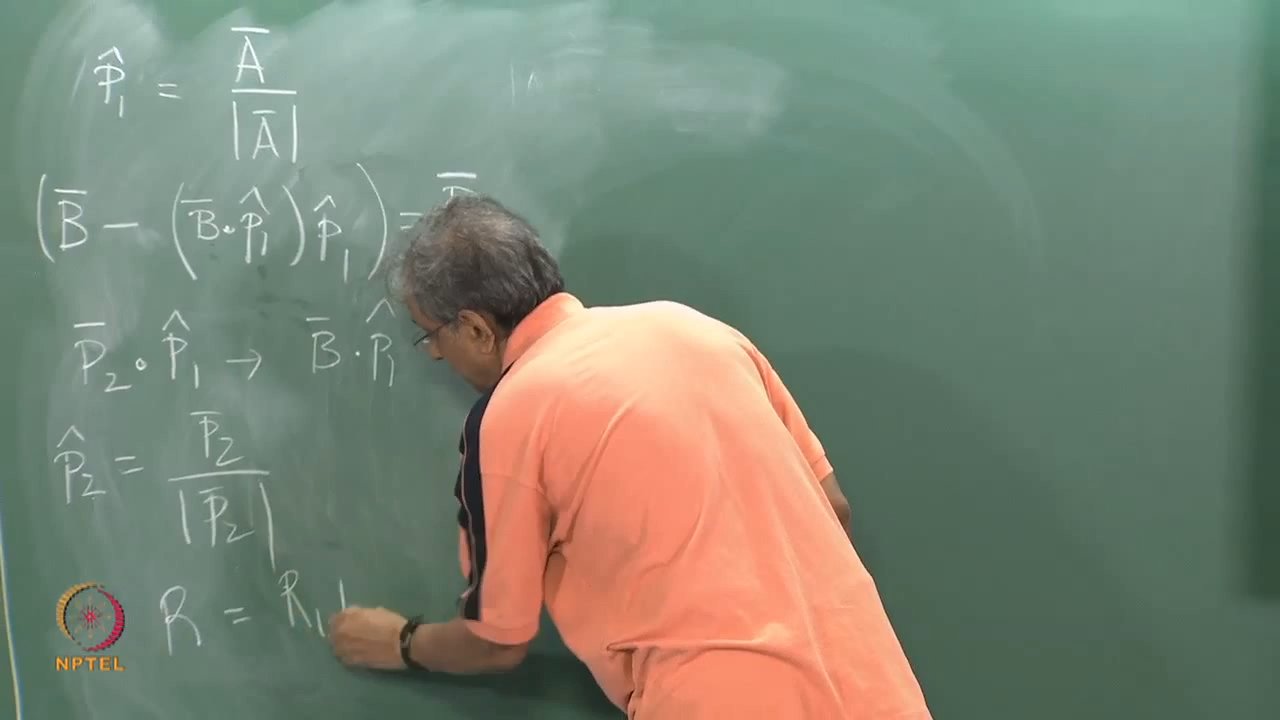 p̂₁ = A̅ / |A̅|
(B̅ – (B̅·p̂₁) p̂₁) =
P̅₂ ∘ p̂₁ → B̅ · p̂₁
p̂₂ = P̅₂ / |P̅₂|
R = R₁₁
NPTEL